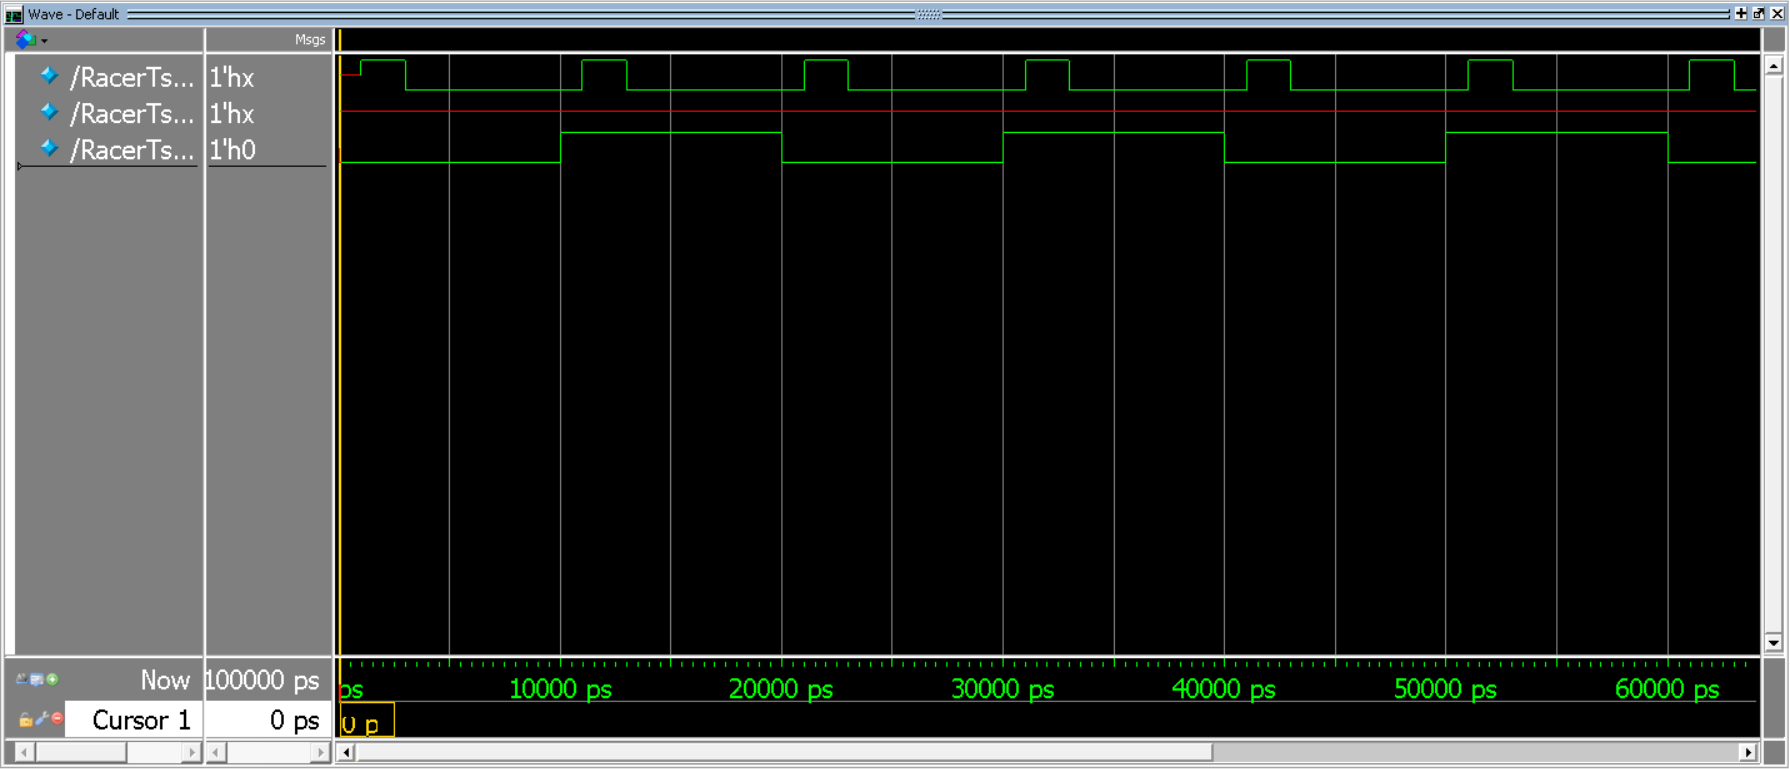 Wave - Default
Msgs
/RacerTs... 1'hx
/RacerTs... 1'hx
/RacerTs... 1'h0
Now 100000 ps
ps 10000 ps 20000 ps 30000 ps 40000 ps 50000 ps 60000 ps
Cursor 1 0 ps
0 p